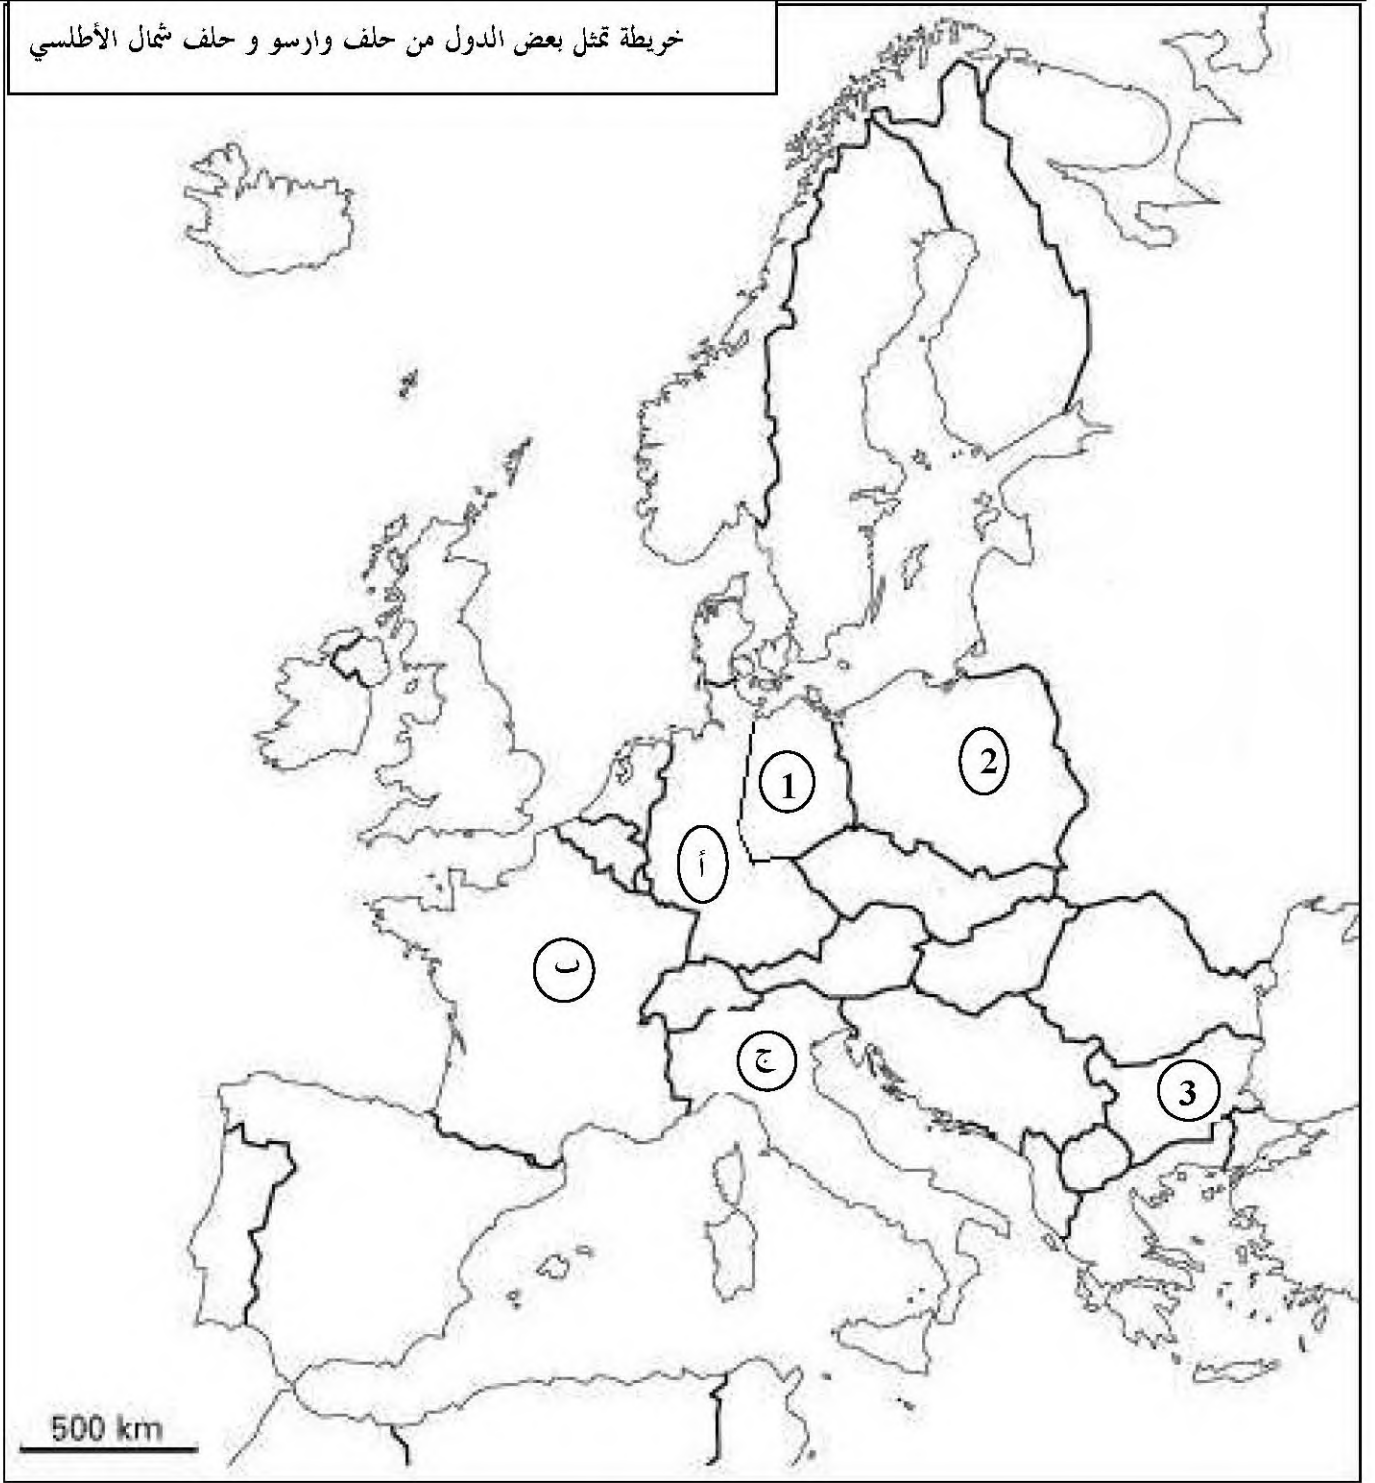 خريطة تمثل بعض الدول من حلف وارسو و حلف شمال الأطلسي
1
2
أ
ب
ج
3
500 km